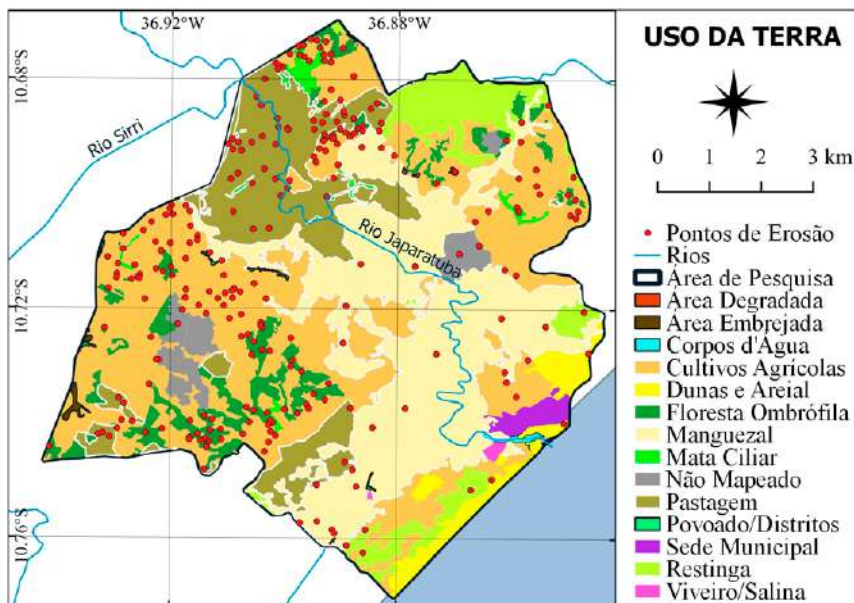 36.92°W 36.88°W
10.68°S
10.72°S
10.76°S
Rio Sirri
Rio Japaratuba
USO DA TERRA
0 1 2 3 km
Pontos de Erosão
Rios
Área de Pesquisa
Área Degradada
Área Embrejada
Corpos d'Água
Cultivos Agrícolas
Dunas e Areial
Floresta Ombrófila
Manguezal
Mata Ciliar
Não Mapeado
Pastagem
Povoado/Distritos
Sede Municipal
Restinga
Viveiro/Salina